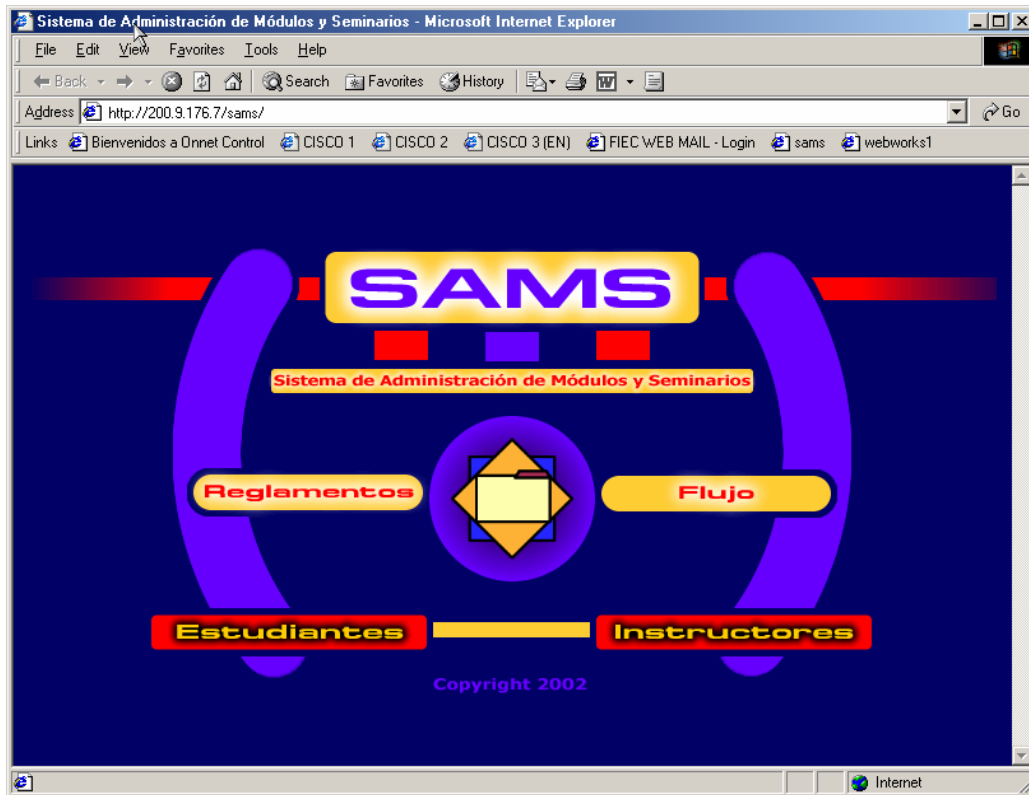 Sistema de Administración de Módulos y Seminarios - Microsoft Internet Explorer
File Edit View Favorites Tools Help
Back Search Favorites History
Address http://200.9.176.7/sams/ Go
Links Bienvenidos a Onnet Control CISCO 1 CISCO 2 CISCO 3 (EN) FIEC WEB MAIL - Login sams webworks1
SAMS
Sistema de Administración de Módulos y Seminarios
Reglamentos Flujo
Estudiantes Instructores
Copyright 2002
Internet